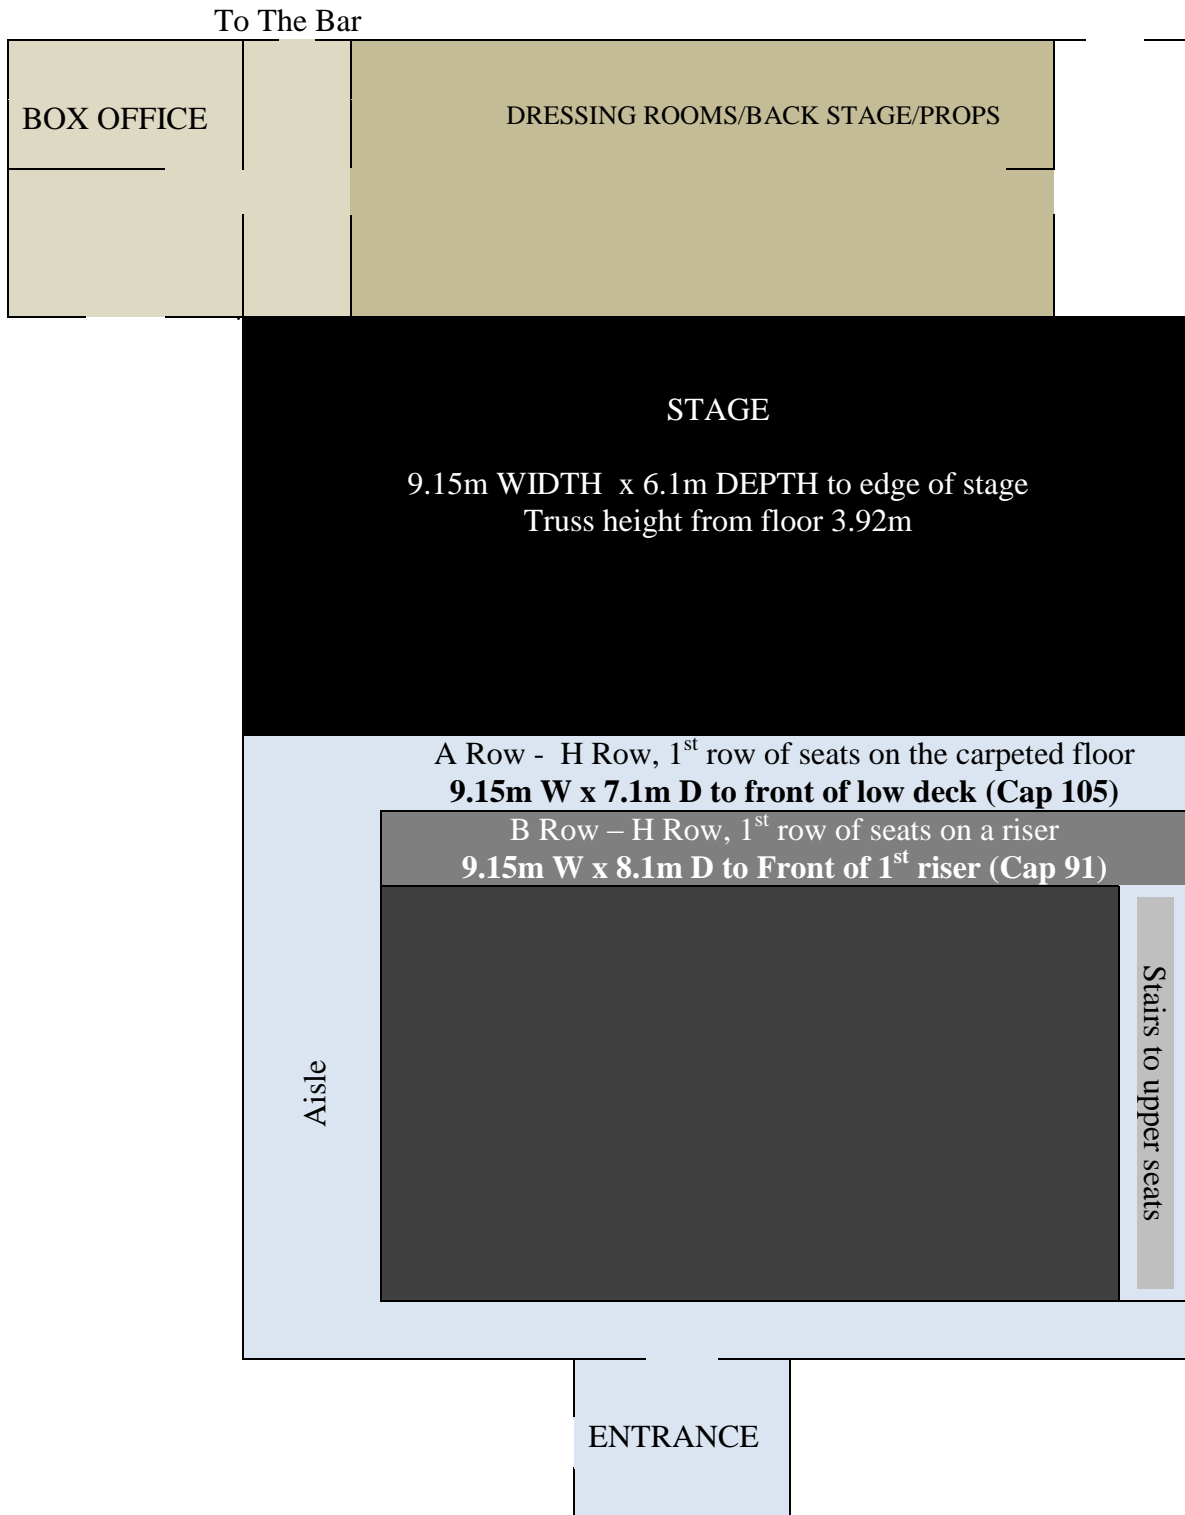 To The Bar
BOX OFFICE
DRESSING ROOMS/BACK STAGE/PROPS
STAGE
9.15m WIDTH x 6.1m DEPTH to edge of stage
Truss height from floor 3.92m
A Row - H Row, 1st row of seats on the carpeted floor
9.15m W x 7.1m D to front of low deck (Cap 105)
B Row – H Row, 1st row of seats on a riser
9.15m W x 8.1m D to Front of 1st riser (Cap 91)
Aisle
Stairs to upper seats
ENTRANCE